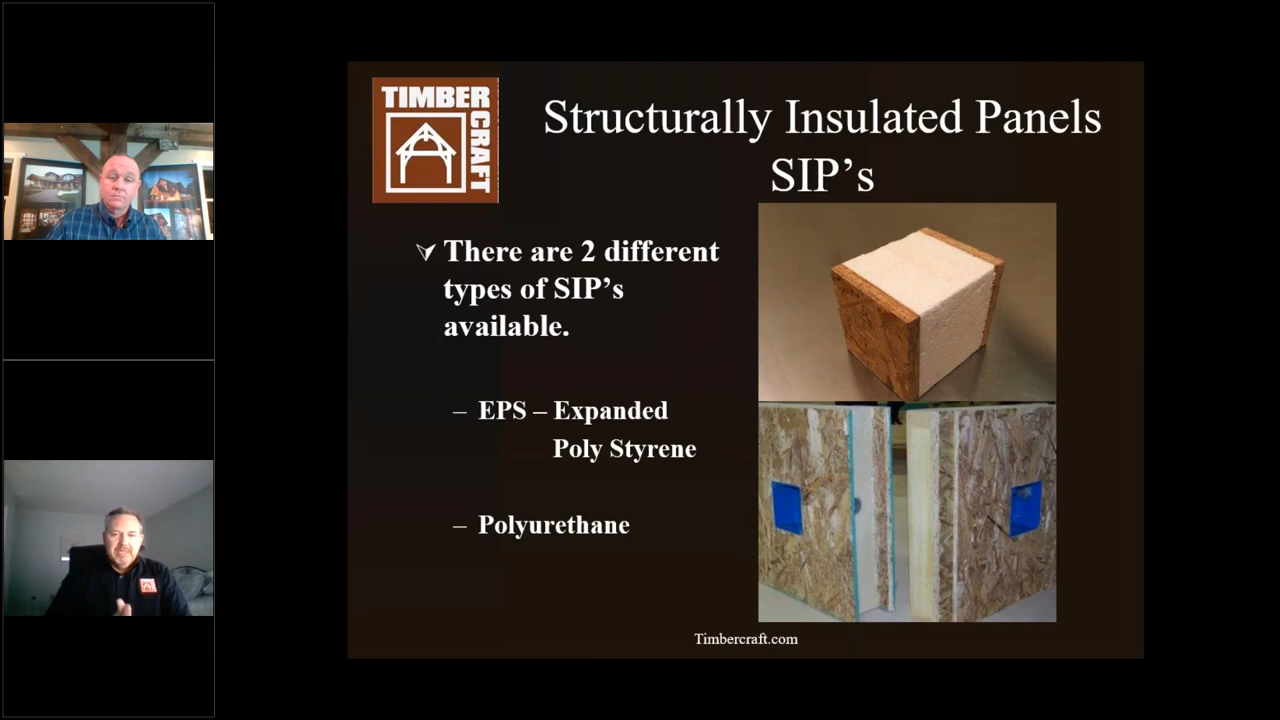 TIMBER
CRAFT
Structurally Insulated Panels
SIP’s
There are 2 different
types of SIP’s
available.
– EPS – Expanded
Poly Styrene
– Polyurethane
Timbercraft.com